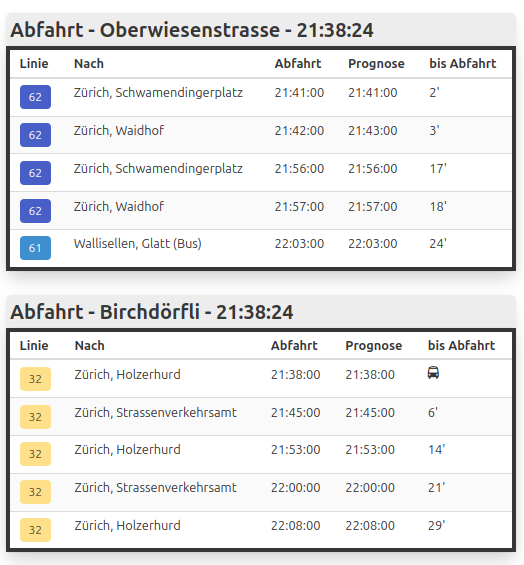 Abfahrt - Oberwiesenstrasse - 21:38:24
Linie Nach Abfahrt Prognose bis Abfahrt
62 Zürich, Schwamendingerplatz 21:41:00 21:41:00 2'
62 Zürich, Waidhof 21:42:00 21:43:00 3'
62 Zürich, Schwamendingerplatz 21:56:00 21:56:00 17'
62 Zürich, Waidhof 21:57:00 21:57:00 18'
61 Wallisellen, Glatt (Bus) 22:03:00 22:03:00 24'
Abfahrt - Birchdörfli - 21:38:24
Linie Nach Abfahrt Prognose bis Abfahrt
32 Zürich, Holzerhurd 21:38:00 21:38:00
32 Zürich, Strassenverkehrsamt 21:45:00 21:45:00 6'
32 Zürich, Holzerhurd 21:53:00 21:53:00 14'
32 Zürich, Strassenverkehrsamt 22:00:00 22:00:00 21'
32 Zürich, Holzerhurd 22:08:00 22:08:00 29'